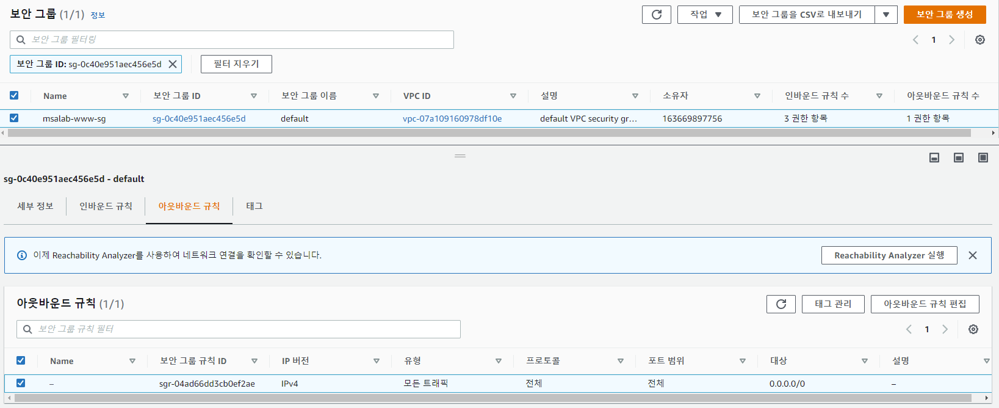 보안 그룹 (1/1) 정보
작업
보안 그룹을 CSV로 내보내기
보안 그룹 생성
보안 그룹 필터링
1
보안 그룹 ID: sg-0c40e951aec456e5d
필터 지우기
Name 보안 그룹 ID 보안 그룹 이름 VPC ID 설명 소유자 인바운드 규칙 수 아웃바운드 규칙 수
msalab-www-sg sg-0c40e951aec456e5d default vpc-07a109160978df10e default VPC security gr... 163669897756 3 권한 항목 1 권한 항목
sg-0c40e951aec456e5d - default
세부 정보 인바운드 규칙 아웃바운드 규칙 태그
이제 Reachability Analyzer를 사용하여 네트워크 연결을 확인할 수 있습니다.
Reachability Analyzer 실행
아웃바운드 규칙 (1/1)
태그 관리
아웃바운드 규칙 편집
보안 그룹 규칙 필터
1
Name 보안 그룹 규칙 ID IP 버전 유형 프로토콜 포트 범위 대상 설명
– sgr-04ad66dd3cb0ef2ae IPv4 모든 트래픽 전체 전체 0.0.0.0/0 –